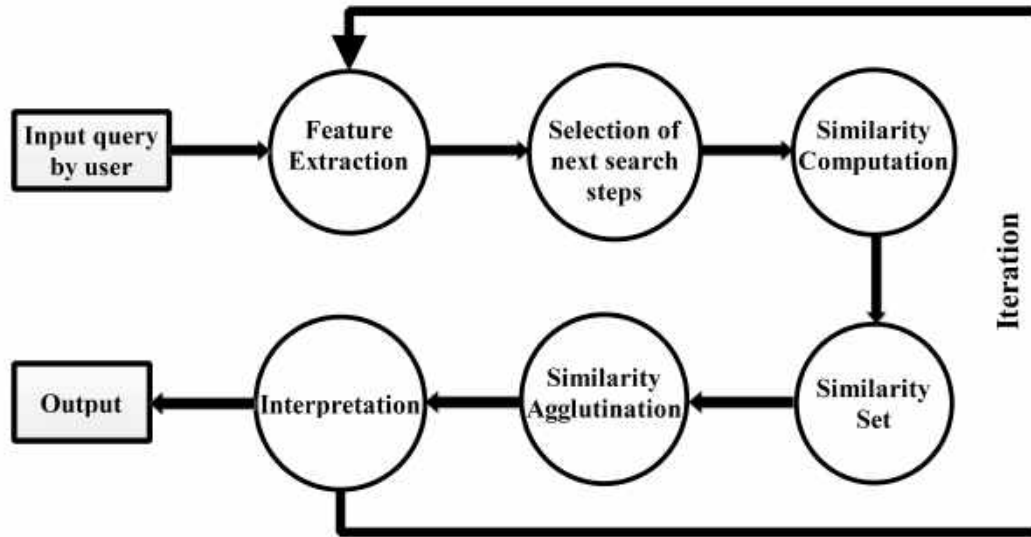 Input query
by user
Feature
Extraction
Selection of
next search
steps
Similarity
Computation
Iteration
Output
Interpretation
Similarity
Agglutination
Similarity
Set